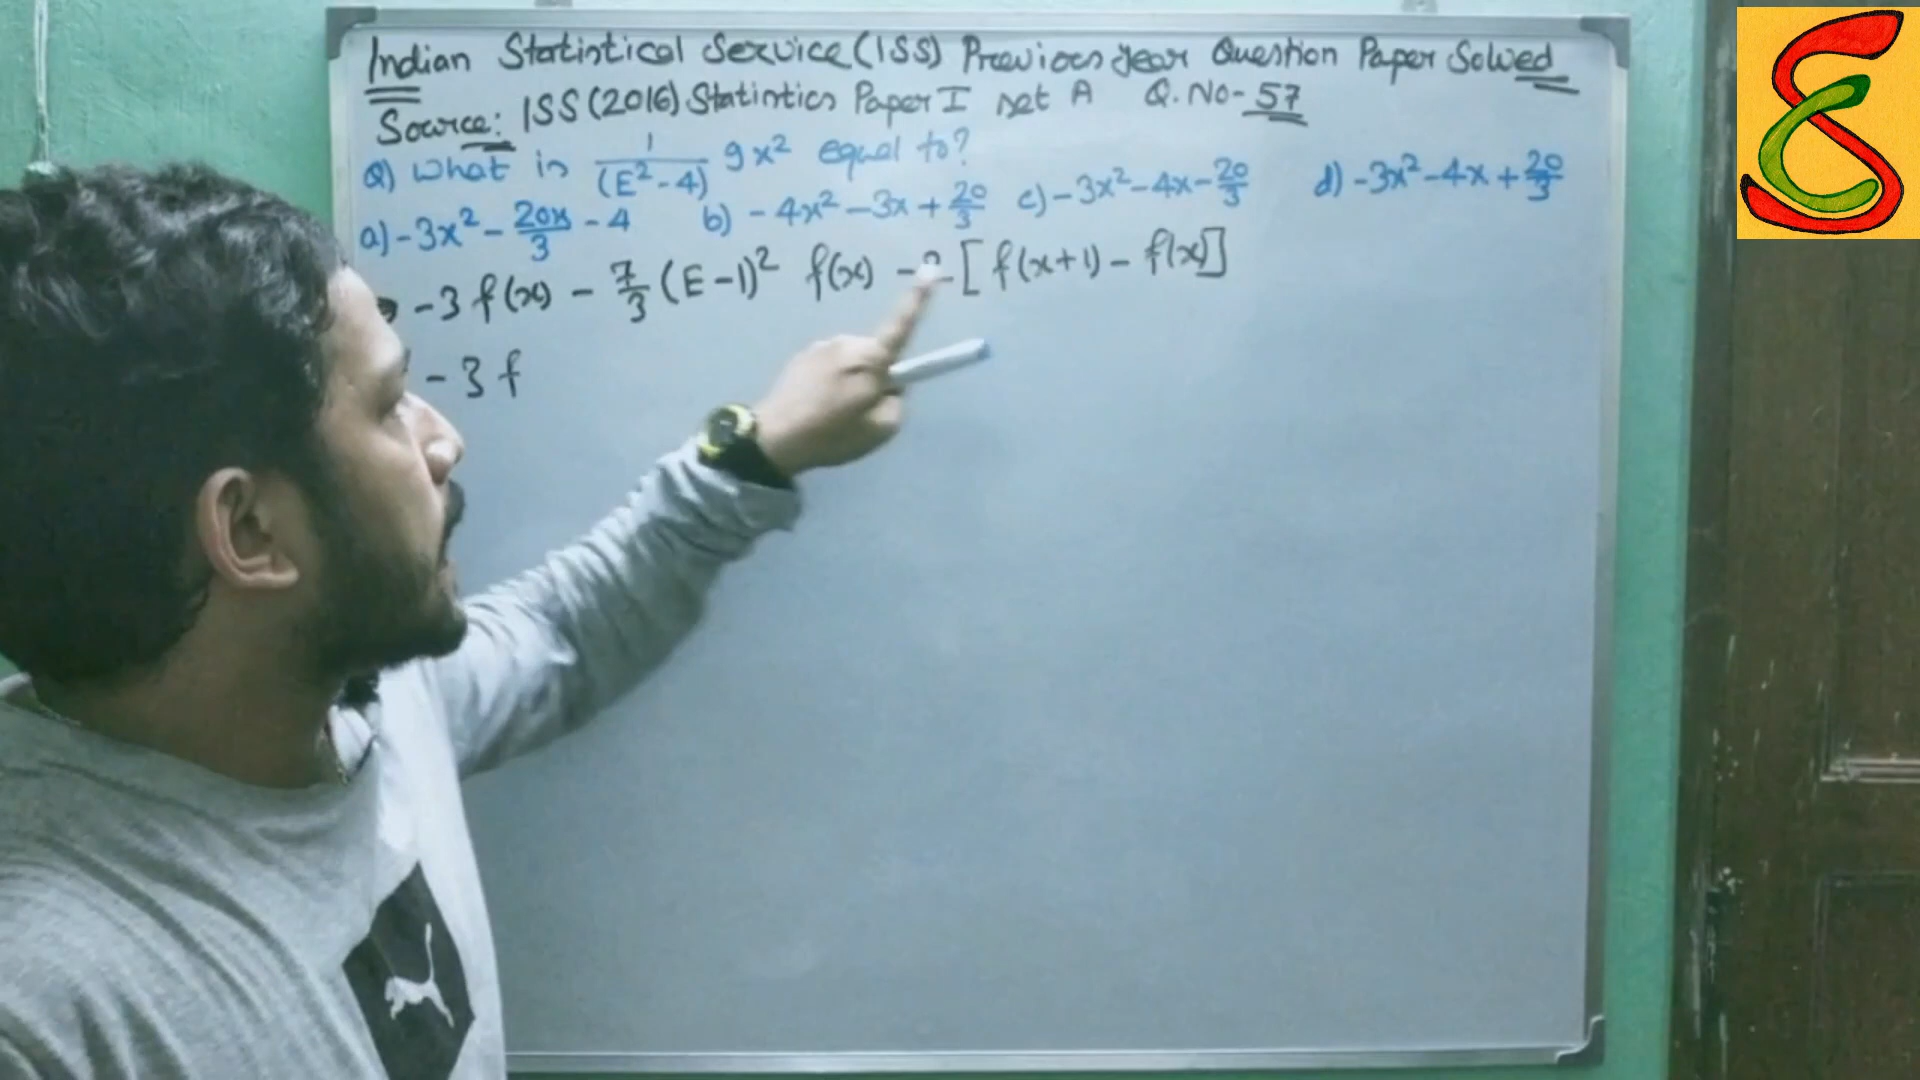 Indian Statistical Service (ISS) Previous year Question Paper Solved
Source: ISS (2016) Statistics Paper I set A Q. No- 57
Q) What is 1/(E²-4) 9x² equal to?
a) -3x² - 20x/3 - 4 b) -4x² - 3x + 20/3 c) -3x² - 4x - 20/3 d) -3x² - 4x + 20/3
-3 f(x) - 7/3 (E-1)² f(x) - [f(x+1) - f(x)]
-3 f